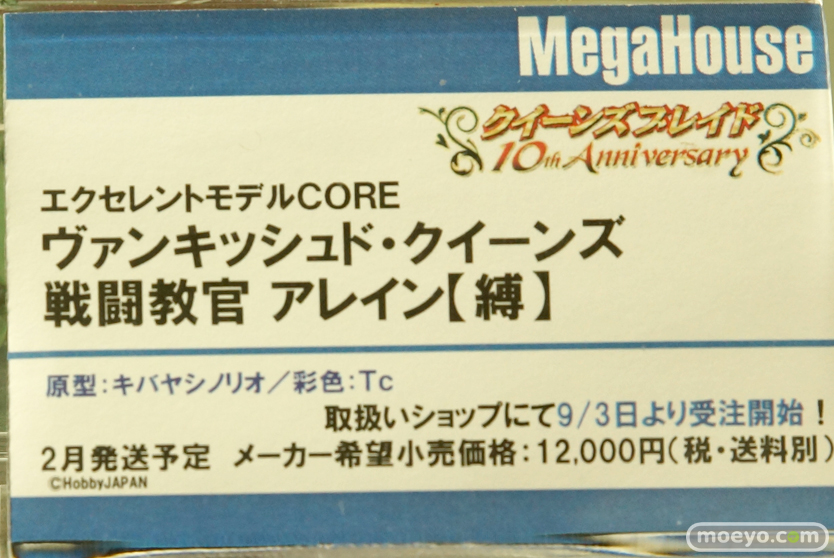 MegaHouse
クイーンズブレイド
10th Anniversary
エクセレントモデルCORE
ヴァンキッシュド・クイーンズ
戦闘教官 アレイン【縛】
原型:キバヤシノリオ/彩色:Tc
取扱いショップにて9/3日より受注開始!
2月発送予定 メーカー希望小売価格:12,000円(税・送料別)
©HobbyJAPAN
moeyo.com